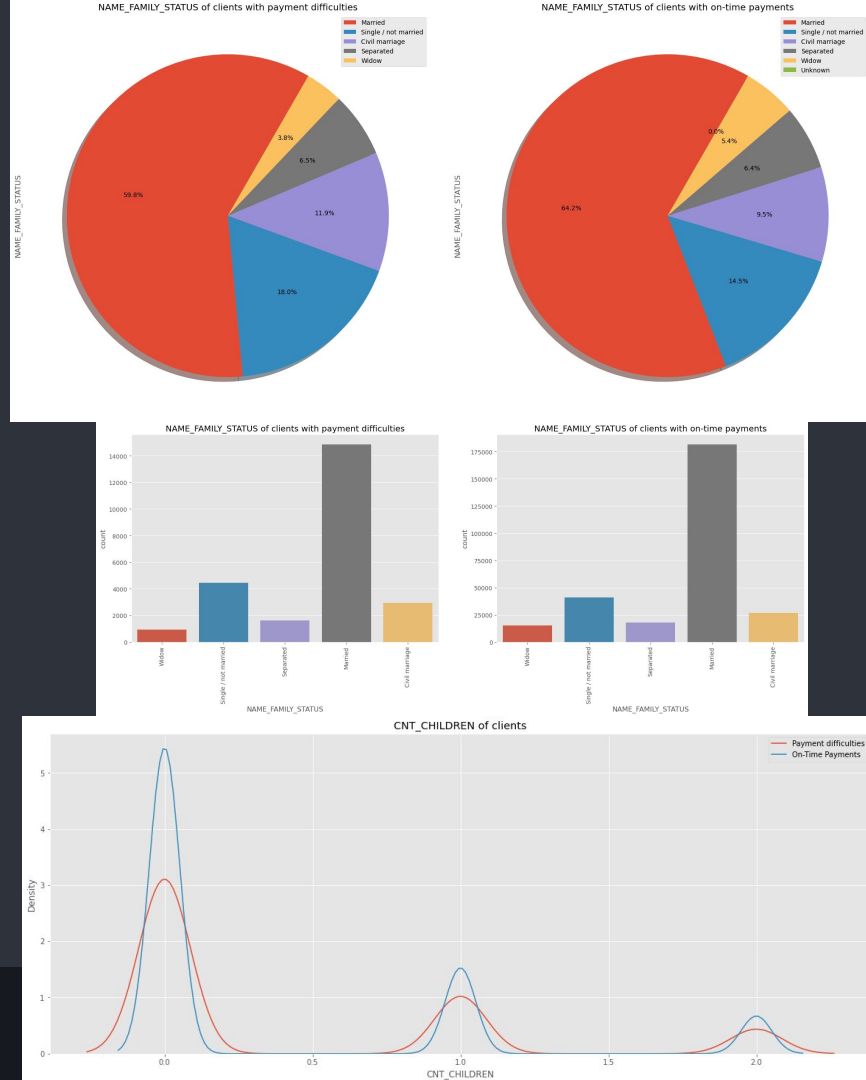 NAME_FAMILY_STATUS of clients with payment difficulties
Married
Single / not married
Civil marriage
Separated
Widow
3.8%
6.5%
59.8%
11.9%
18.0%
NAME_FAMILY_STATUS
NAME_FAMILY_STATUS of clients with on-time payments
Married
Single / not married
Civil marriage
Separated
Widow
Unknown
0.0%
5.4%
6.4%
64.2%
9.5%
14.5%
NAME_FAMILY_STATUS
NAME_FAMILY_STATUS of clients with payment difficulties
14000
12000
10000
8000
6000
4000
2000
0
count
Widow
Single / not married
Separated
Married
Civil marriage
NAME_FAMILY_STATUS
NAME_FAMILY_STATUS of clients with on-time payments
175000
150000
125000
100000
75000
50000
25000
0
count
Widow
Single / not married
Separated
Married
Civil marriage
NAME_FAMILY_STATUS
CNT_CHILDREN of clients
Payment difficulties
On-Time Payments
5
4
3
2
1
0
Density
0.0 0.5 1.0 1.5 2.0
CNT_CHILDREN